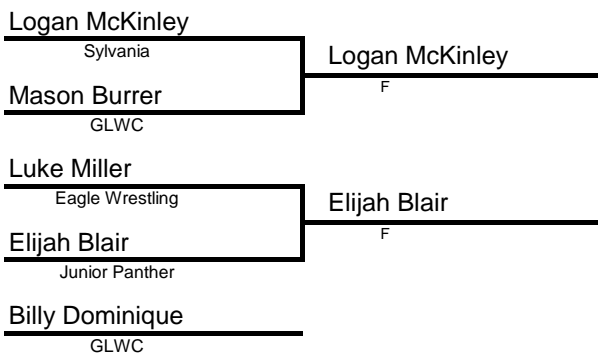 Logan McKinley
Sylvania
Logan McKinley
F
Mason Burrer
GLWC
Luke Miller
Eagle Wrestling
Elijah Blair
F
Elijah Blair
Junior Panther
Billy Dominique
GLWC